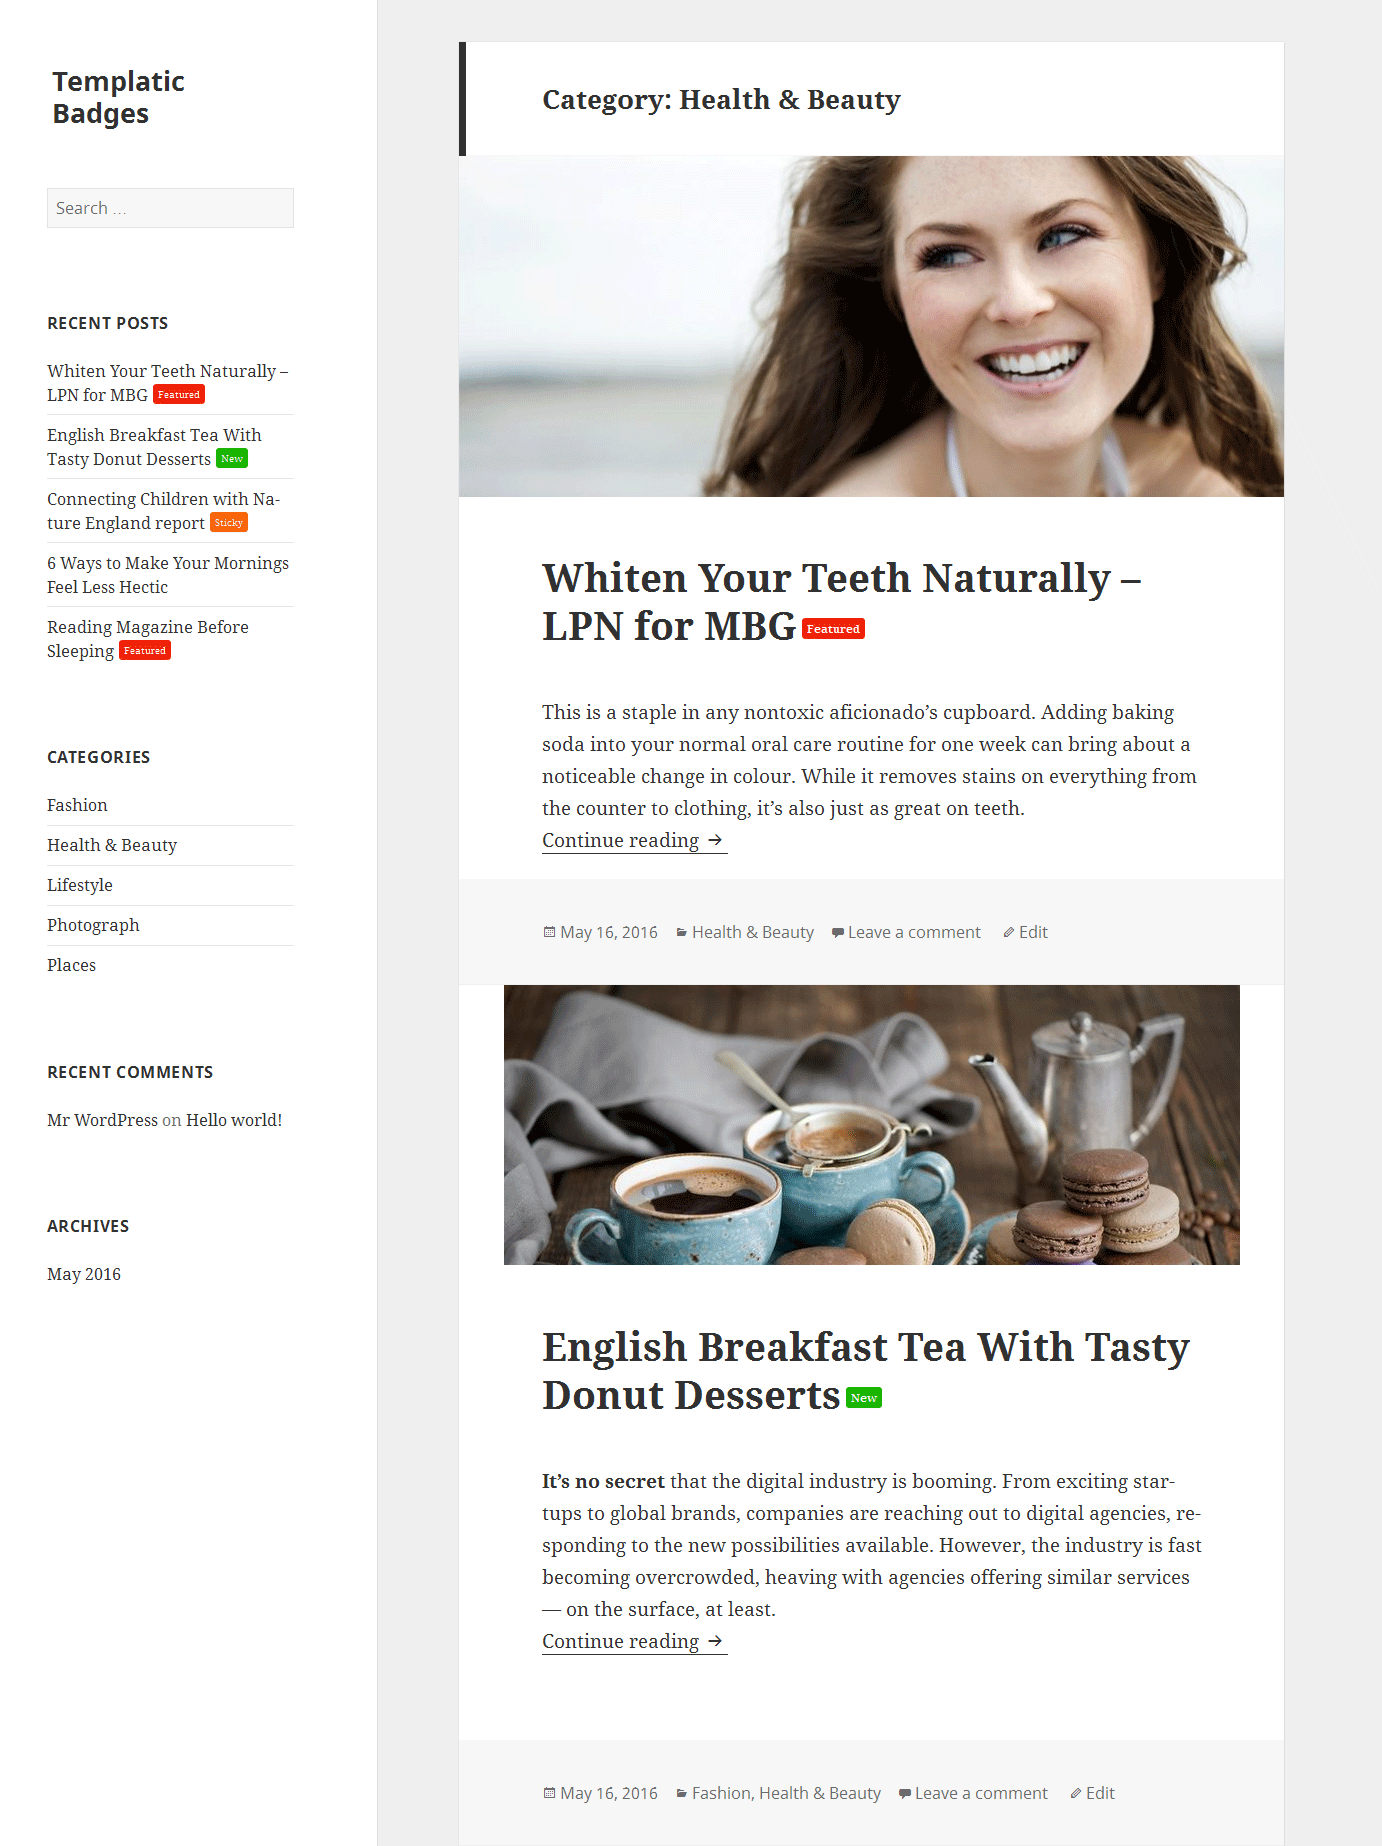 Templatic
Badges
Search …
RECENT POSTS
Whiten Your Teeth Naturally –
LPN for MBG Featured
English Breakfast Tea With
Tasty Donut Desserts New
Connecting Children with Na-
ture England report Sticky
6 Ways to Make Your Mornings
Feel Less Hectic
Reading Magazine Before
Sleeping Featured
CATEGORIES
Fashion
Health & Beauty
Lifestyle
Photograph
Places
RECENT COMMENTS
Mr WordPress on Hello world!
ARCHIVES
May 2016
Category: Health & Beauty
Whiten Your Teeth Naturally –
LPN for MBG Featured
This is a staple in any nontoxic aficionado’s cupboard. Adding baking
soda into your normal oral care routine for one week can bring about a
noticeable change in colour. While it removes stains on everything from
the counter to clothing, it’s also just as great on teeth.
Continue reading →
May 16, 2016 Health & Beauty Leave a comment Edit
English Breakfast Tea With Tasty
Donut Desserts New
It’s no secret that the digital industry is booming. From exciting star-
tups to global brands, companies are reaching out to digital agencies, re-
sponding to the new possibilities available. However, the industry is fast
becoming overcrowded, heaving with agencies offering similar services
— on the surface, at least.
Continue reading →
May 16, 2016 Fashion, Health & Beauty Leave a comment Edit